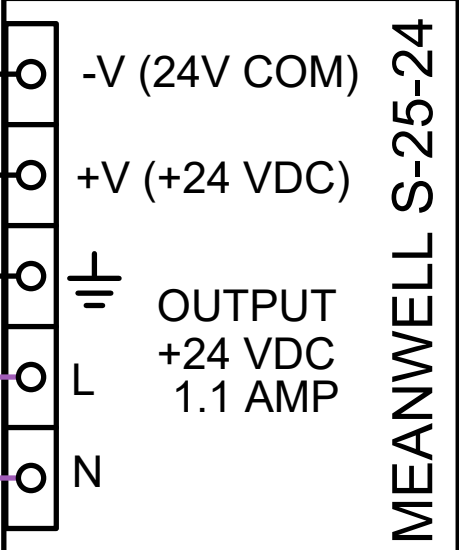 -V (24V COM)
+V (+24 VDC)
OUTPUT
+24 VDC
1.1 AMP
L
N
MEANWELL S-25-24